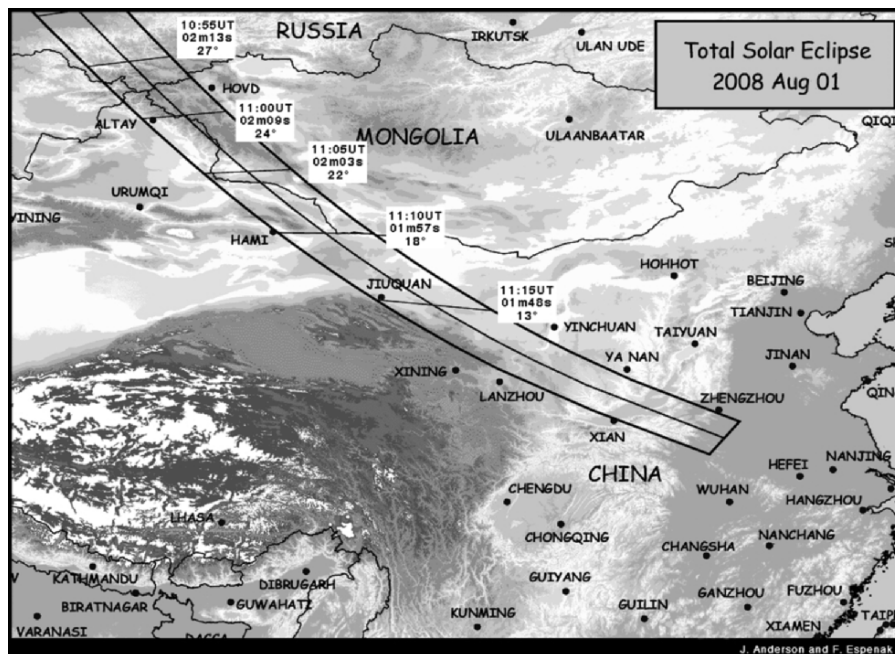 RUSSIA
IRKUTSK
ULAN UDE
Total Solar Eclipse
2008 Aug 01
10:55UT
02m13s
27°
HOVD
11:00UT
02m09s
24°
ALTAY
MONGOLIA
ULAANBAATAR
QIQI
11:05UT
02m03s
22°
URUMQI
YINING
11:10UT
01m57s
18°
HAMI
HOHHOT
BEIJING
TIANJIN
JIUQUAN
11:15UT
01m48s
13°
YINCHUAN
TAIYUAN
YA NAN
JINAN
XINING
LANZHOU
ZHENGZHOU
QIN
XIAN
CHINA
HEFEI
NANJING
CHENGDU
WUHAN
HANGZHOU
LHASA
CHONGQING
CHANGSHA
NANCHANG
KATHMANDU
DIBRUGARH
GUIYANG
BIRATNAGAR
GUWAHATI
GANZHOU
FUZHOU
VARANASI
KUNMING
GUILIN
XIAMEN
TAIP
J. Anderson and F. Espenak